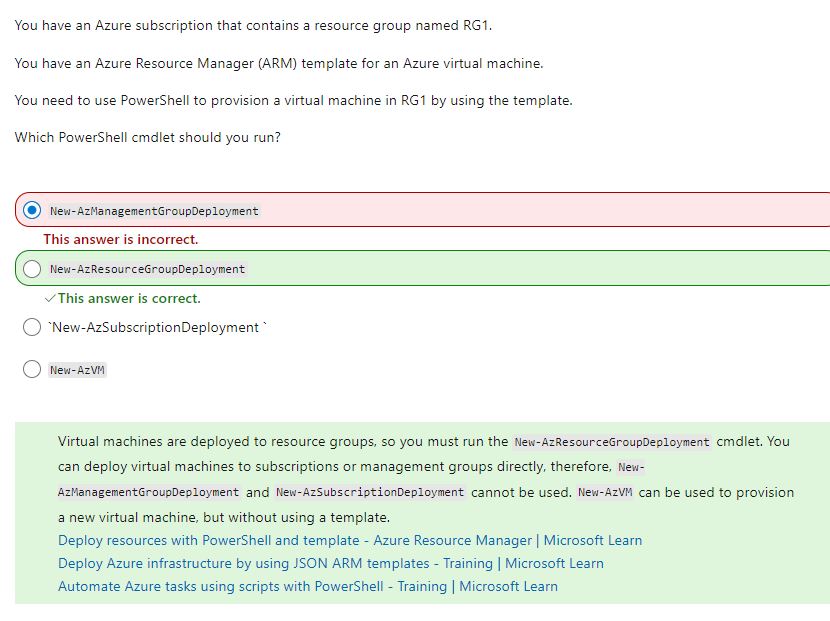 You have an Azure subscription that contains a resource group named RG1.
You have an Azure Resource Manager (ARM) template for an Azure virtual machine.
You need to use PowerShell to provision a virtual machine in RG1 by using the template.
Which PowerShell cmdlet should you run?
New-AzManagementGroupDeployment
This answer is incorrect.
New-AzResourceGroupDeployment
✓This answer is correct.
`New-AzSubscriptionDeployment `
New-AzVM
Virtual machines are deployed to resource groups, so you must run the New-AzResourceGroupDeployment cmdlet. You
can deploy virtual machines to subscriptions or management groups directly, therefore, New-
AzManagementGroupDeployment and New-AzSubscriptionDeployment cannot be used. New-AzVM can be used to provision
a new virtual machine, but without using a template.
Deploy resources with PowerShell and template - Azure Resource Manager | Microsoft Learn
Deploy Azure infrastructure by using JSON ARM templates - Training | Microsoft Learn
Automate Azure tasks using scripts with PowerShell - Training | Microsoft Learn